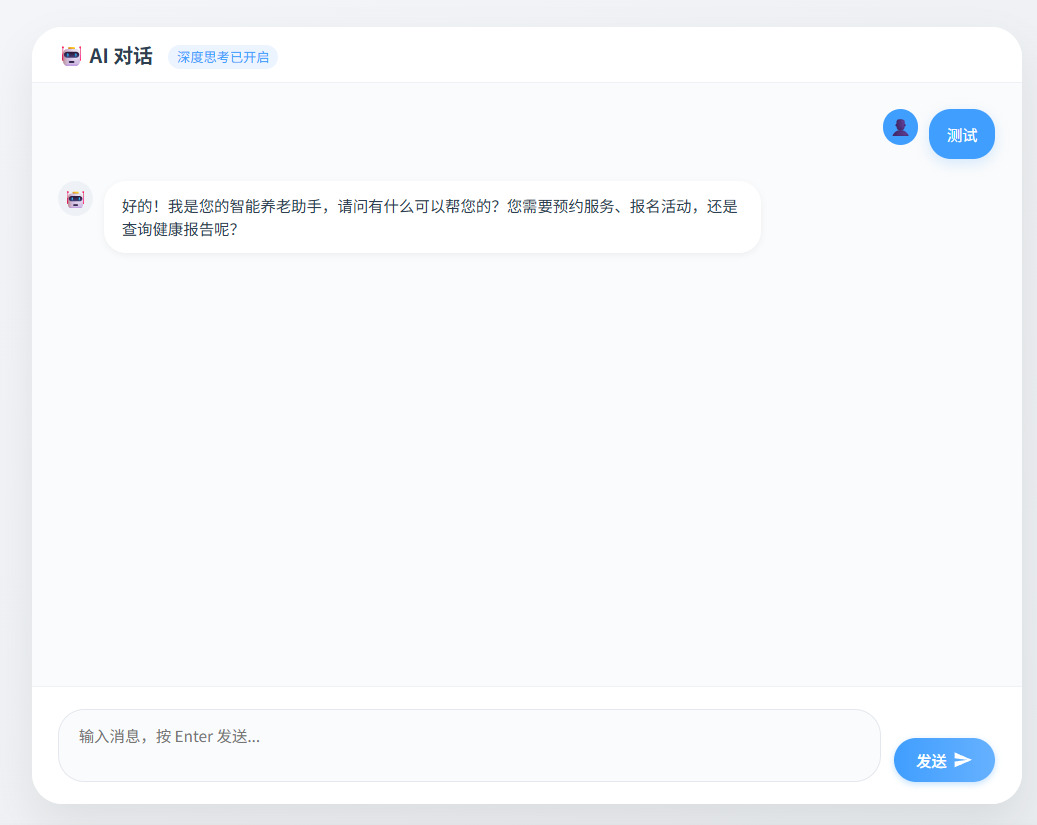 AI 对话
深度思考已开启
测试
好的！我是您的智能养老助手，请问有什么可以帮您的？您需要预约服务、报名活动，还是
查询健康报告呢？
输入消息，按 Enter 发送...
发送